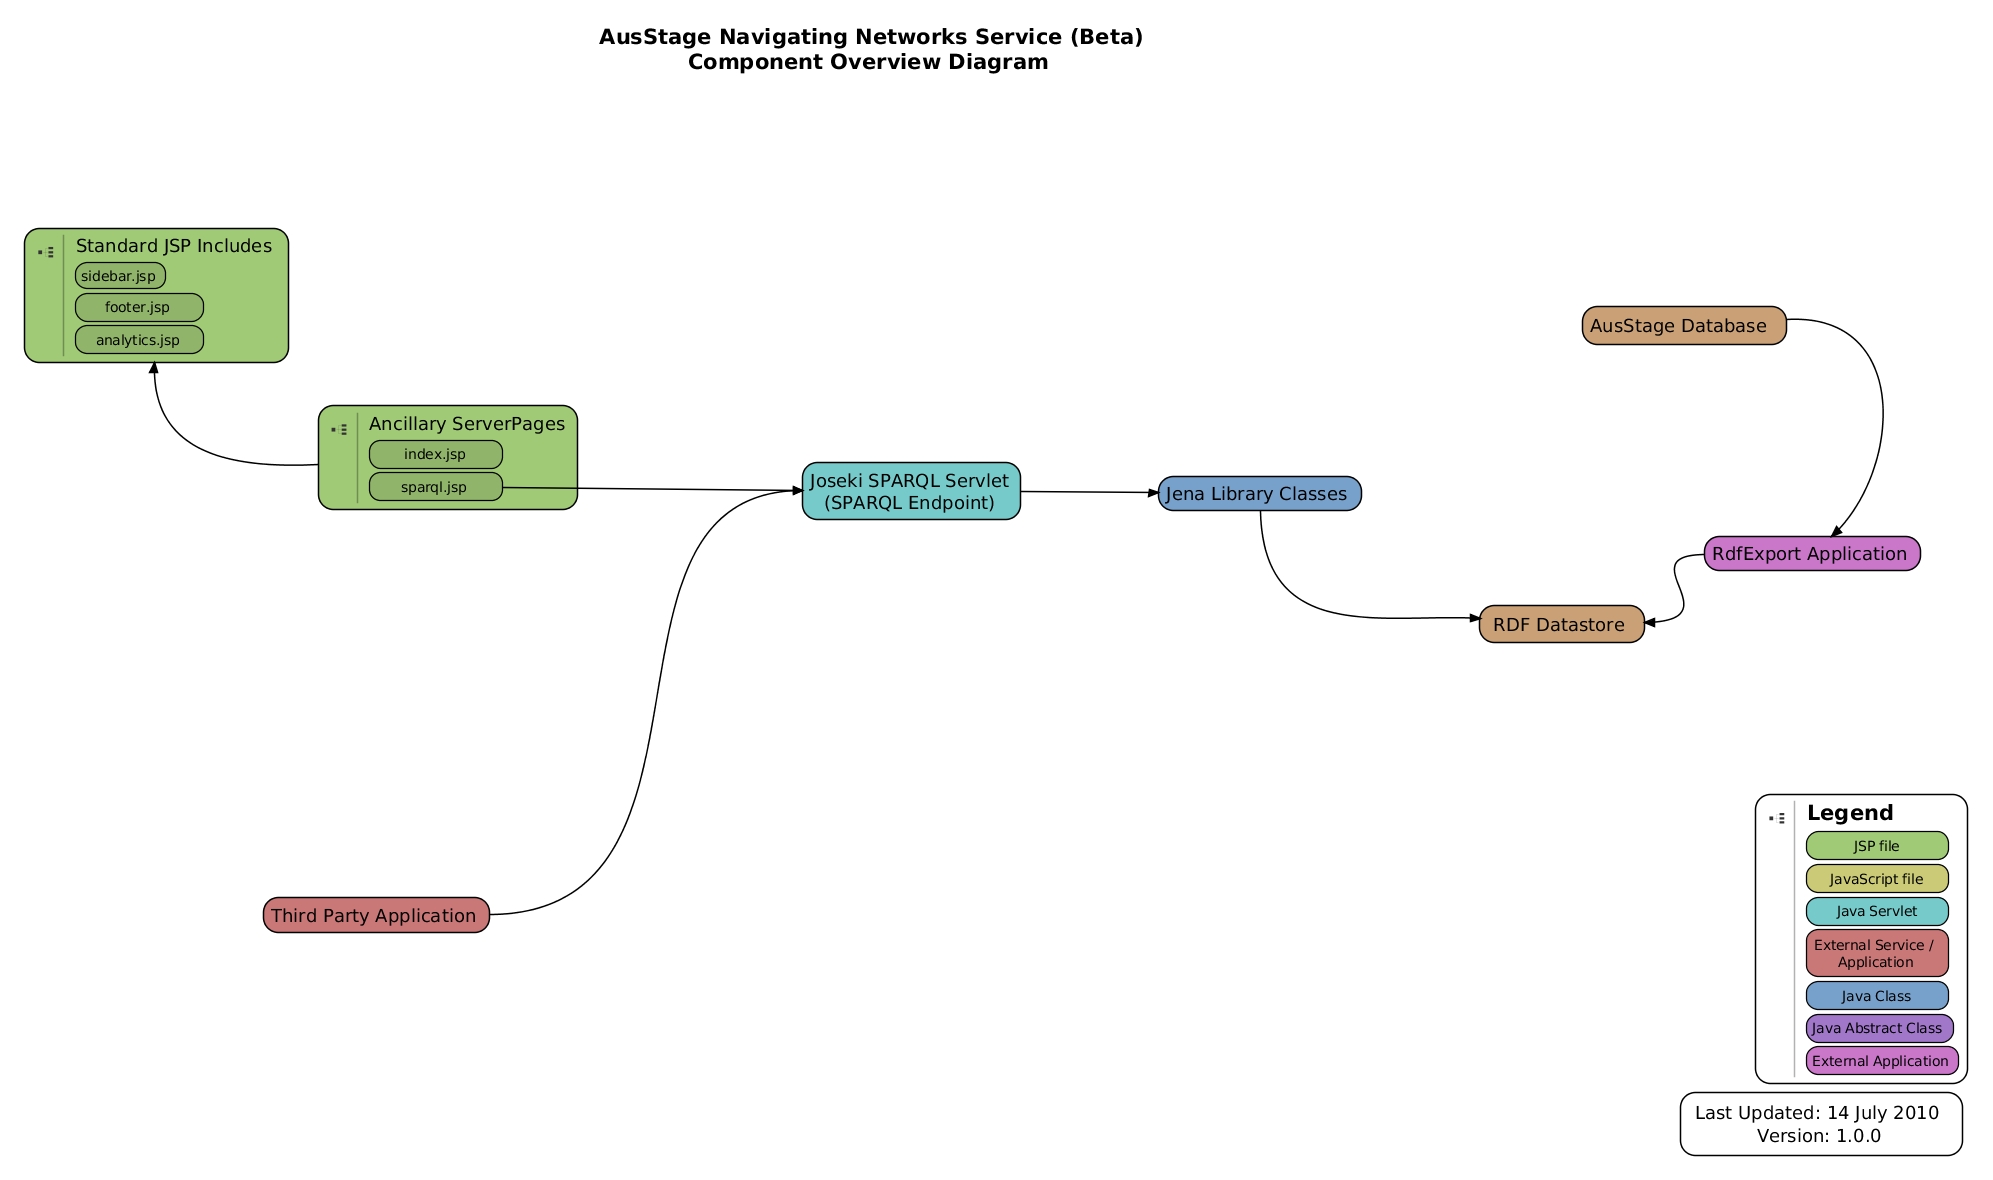 AusStage Navigating Networks Service (Beta)
Component Overview Diagram
Standard JSP Includes
sidebar.jsp
footer.jsp
analytics.jsp
Ancillary ServerPages
index.jsp
sparql.jsp
Joseki SPARQL Servlet
(SPARQL Endpoint)
Jena Library Classes
AusStage Database
RdfExport Application
RDF Datastore
Third Party Application
Legend
JSP file
JavaScript file
Java Servlet
External Service /
Application
Java Class
Java Abstract Class
External Application
Last Updated: 14 July 2010
Version: 1.0.0